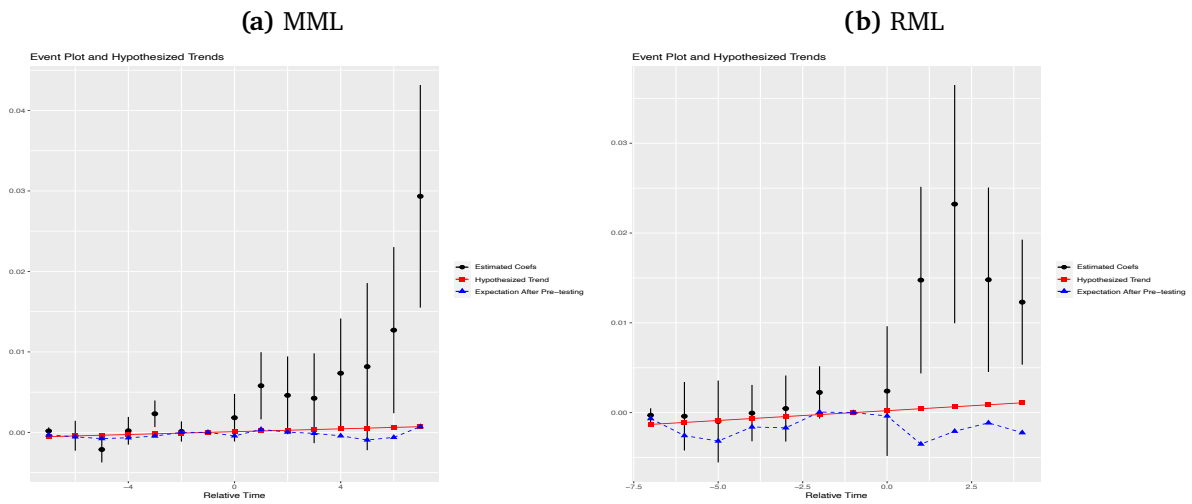 (a) MML
(b) RML
Event Plot and Hypothesized Trends
0.04
0.03
0.02
0.01
0.00
−4
0
4
Relative Time
Estimated Coefs
Hypothesized Trend
Expectation After Pre−testing
Event Plot and Hypothesized Trends
0.03
0.02
0.01
0.00
−7.5
−5.0
−2.5
0.0
2.5
Relative Time
Estimated Coefs
Hypothesized Trend
Expectation After Pre−testing